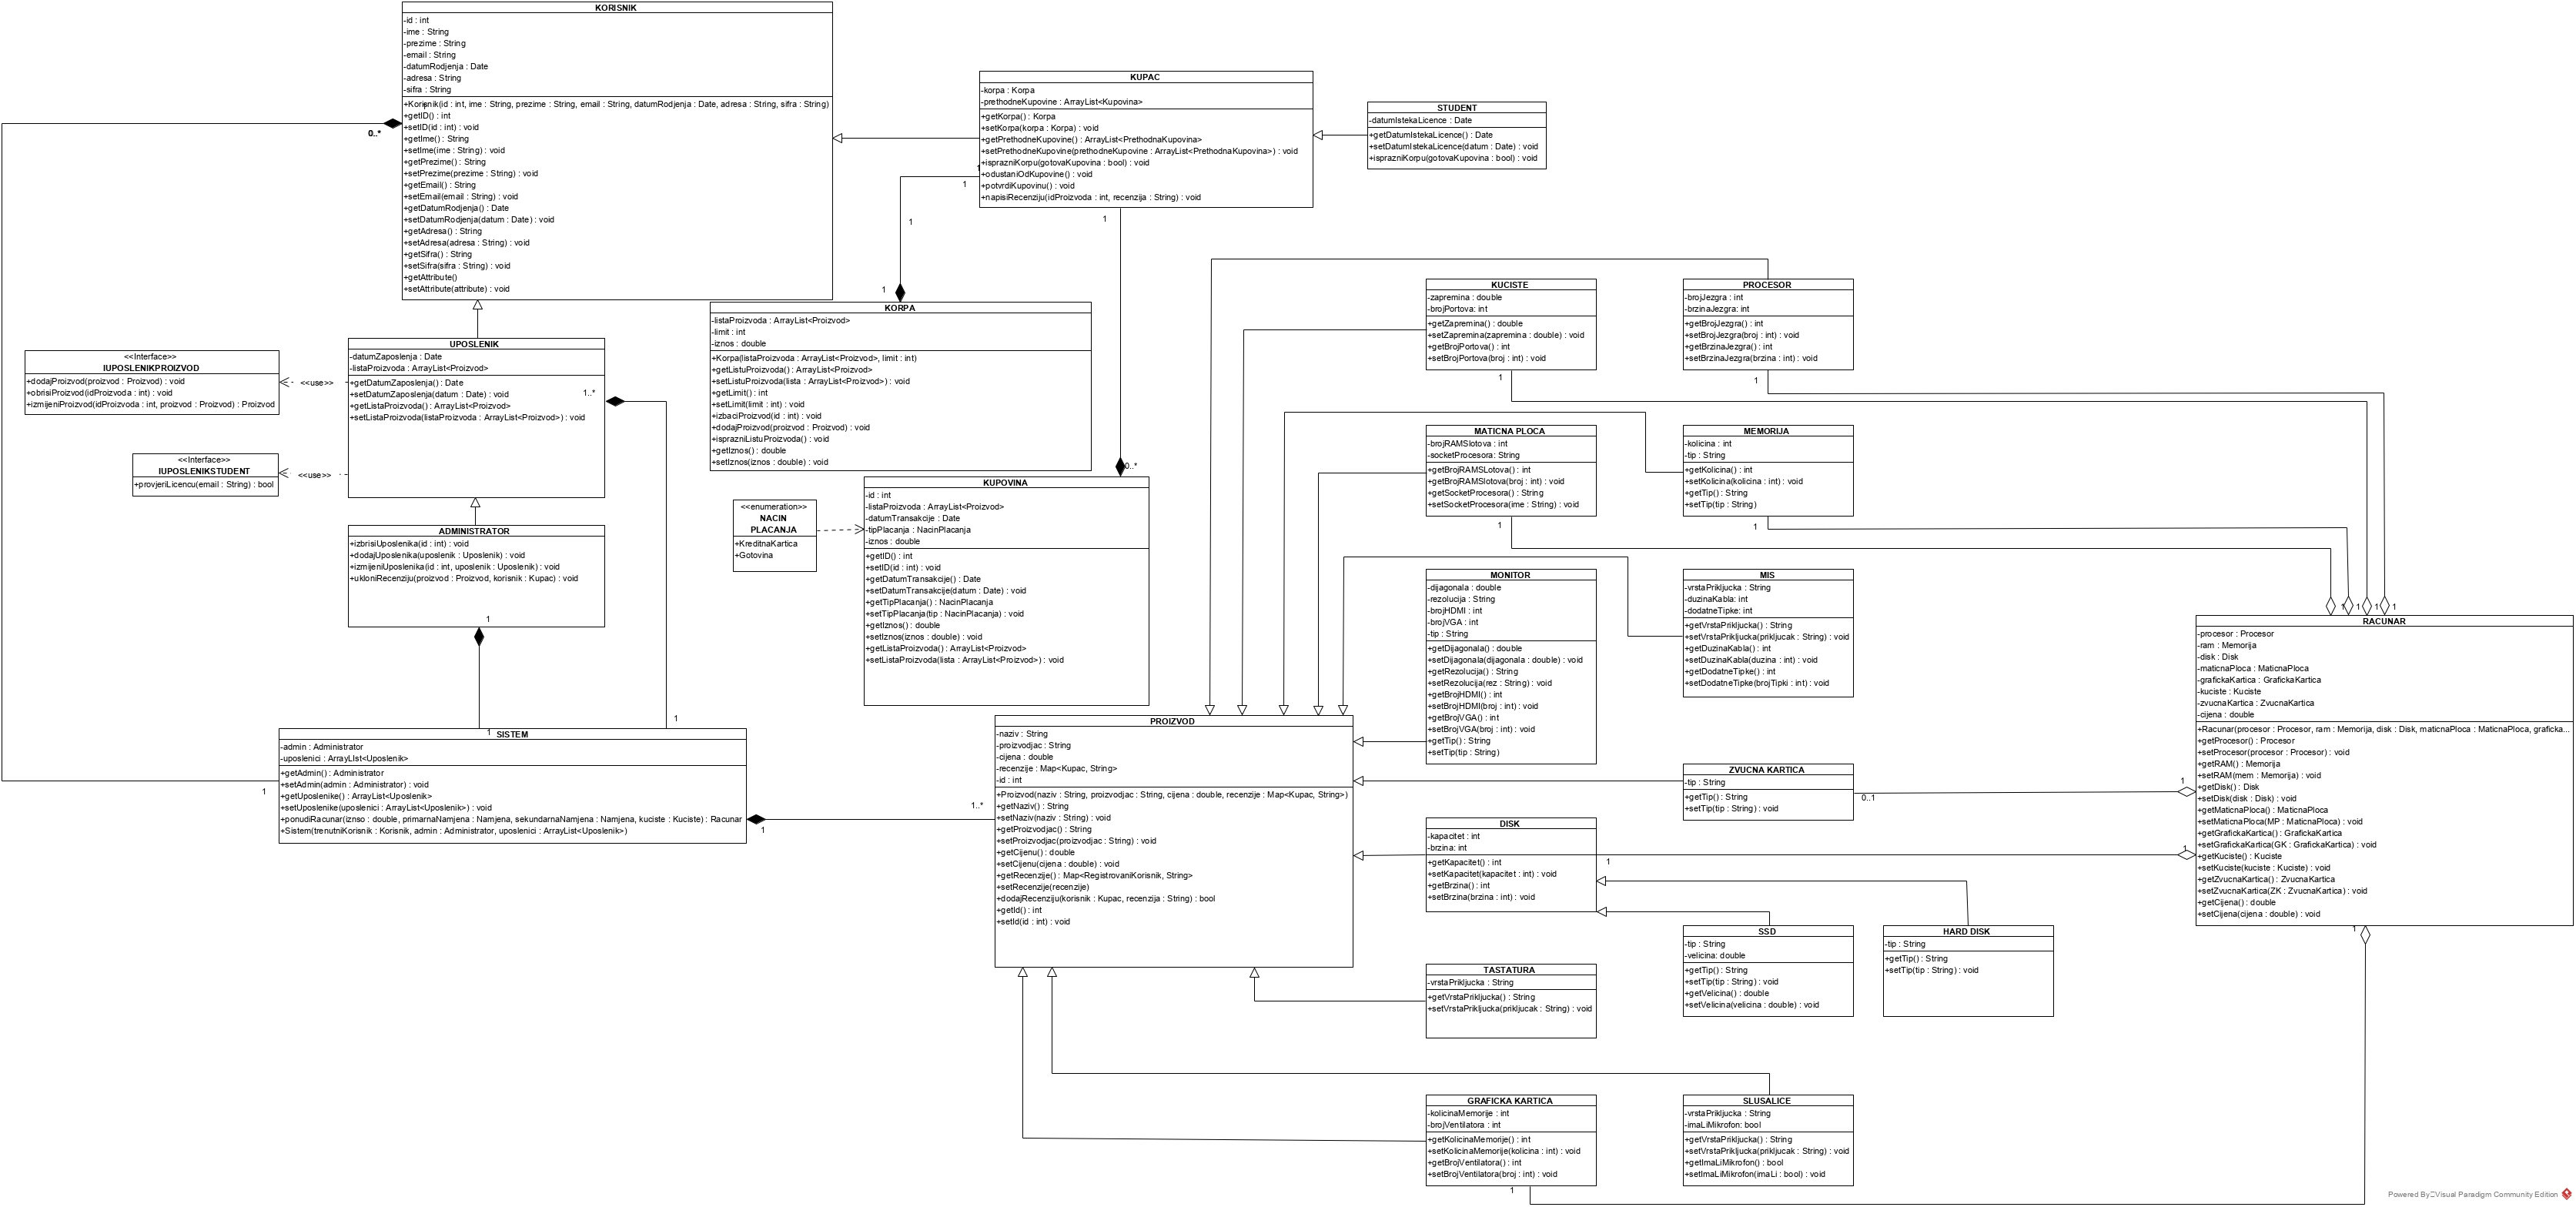 KORISNIK
-id : int
-ime : String
-prezime : String
-email : String
-datumRodjenja : Date
-adresa : String
-sifra : String
+Korisnik(id : int, ime : String, prezime : String, email : String, datumRodjenja : Date, adresa : String, sifra : String)
+getID() : int
+setID(id : int) : void
+getIme() : String
+setIme(ime : String) : void
+getPrezime() : String
+setPrezime(prezime : String) : void
+getEmail() : String
+setEmail(email : String) : void
+getDatumRodjenja() : Date
+setDatumRodjenja(datum : Date) : void
+getAdresa() : String
+setAdresa(adresa : String) : void
+getSifra() : String
+setSifra(sifra : String) : void
+getAttribute()
+setAttribute(attribute) : void
0..*
KUPAC
-korpa : Korpa
-prethodneKupovine : ArrayList<Kupovina>
+getKorpa() : Korpa
+setKorpa(korpa : Korpa) : void
+getPrethodneKupovine() : ArrayList<PrethodnaKupovina>
+setPrethodneKupovine(prethodneKupovine : ArrayList<PrethodnaKupovina>) : void
+isprazniKorpu(gotovaKupovina : bool) : void
+odustaniOdKupovine() : void
+potvrdiKupovinu() : void
+napisiRecenziju(idProizvoda : int, recenzija : String) : void
1
1
1
1
1
STUDENT
-datumIstekaLicence : Date
+getDatumIstekaLicence() : Date
+setDatumIstekaLicence(datum : Date) : void
+isprazniKorpu(gotovaKupovina : bool) : void
KORPA
-listaProizvoda : ArrayList<Proizvod>
-limit : int
-iznos : double
+Korpa(listaProizvoda : ArrayList<Proizvod>, limit : int)
+getListuProizvoda() : ArrayList<Proizvod>
+setListuProizvoda(lista : ArrayList<Proizvod>) : void
+getLimit() : int
+setLimit(limit : int) : void
+izbaciProizvod(id : int) : void
+dodajProizvod(proizvod : Proizvod) : void
+isprazniListuProizvoda() : void
+getIznos() : double
+setIznos(iznos : double) : void
0..*
<<Interface>>
IUPOSLENIKPROIZVOD
+dodajProizvod(proizvod : Proizvod) : void
+obrisiProizvod(idProizvoda : int) : void
+izmijeniProizvod(idProizvoda : int, proizvod : Proizvod) : Proizvod
<<use>>
UPOSLENIK
-datumZaposlenja : Date
-listaProizvoda : ArrayList<Proizvod>
+getDatumZaposlenja() : Date
+setDatumZaposlenja(datum : Date) : void
+getListaProizvoda() : ArrayList<Proizvod>
+setListaProizvoda(listaProizvoda : ArrayList<Proizvod>) : void
1..*
<<Interface>>
IUPOSLENIKSTUDENT
+provjeriLicencu(email : String) : bool
<<use>>
ADMINISTRATOR
+izbrisiUposlenika(id : int) : void
+dodajUposlenika(uposlenik : Uposlenik) : void
+izmijeniUposlenika(id : int, uposlenik : Uposlenik) : void
+ukloniRecenziju(proizvod : Proizvod, korisnik : Kupac) : void
1
<<enumeration>>
NACIN
PLACANJA
+KreditnaKartica
+Gotovina
KUPOVINA
-id : int
-listaProizvoda : ArrayList<Proizvod>
-datumTransakcije : Date
-tipPlacanja : NacinPlacanja
-iznos : double
+getID() : int
+setID(id : int) : void
+getDatumTransakcije() : Date
+setDatumTransakcije(datum : Date) : void
+getTipPlacanja() : NacinPlacanja
+setTipPlacanja(tip : NacinPlacanja) : void
+getIznos() : double
+setIznos(iznos : double) : void
+getListaProizvoda() : ArrayList<Proizvod>
+setListaProizvoda(lista : ArrayList<Proizvod>) : void
1
1
SISTEM
-admin : Administrator
-uposlenici : ArrayLIst<Uposlenik>
+getAdmin() : Administrator
+setAdmin(admin : Administrator) : void
+getUposlenike() : ArrayList<Uposlenik>
+setUposlenike(uposlenici : ArrayList<Uposlenik>) : void
+ponudiRacunar(iznso : double, primarnaNamjena : Namjena, sekundarnaNamjena : Namjena, kuciste : Kuciste) : Racunar
+Sistem(trenutniKorisnik : Korisnik, admin : Administrator, uposlenici : ArrayList<Uposlenik>)
1
1
1..*
PROIZVOD
-naziv : String
-proizvodjac : String
-cijena : double
-recenzije : Map<Kupac, String>
-id : int
+Proizvod(naziv : String, proizvodjac : String, cijena : double, recenzije : Map<Kupac, String>)
+getNaziv() : String
+setNaziv(naziv : String) : void
+getProizvodjac() : String
+setProizvodjac(proizvodjac : String) : void
+getCijenu() : double
+setCijenu(cijena : double) : void
+getRecenzije() : Map<RegistrovaniKorisnik, String>
+setRecenzije(recenzije)
+dodajRecenziju(korisnik : Kupac, recenzija : String) : bool
+getId() : int
+setId(id : int) : void
KUCISTE
-zapremina : double
-brojPortova: int
+getZapremina() : double
+setZapremina(zapremina : double) : void
+getBrojPortova() : int
+setBrojPortova(broj : int) : void
1
PROCESOR
-brojJezgra : int
-brzinaJezgra: int
+getBrojJezgra() : int
+setBrojJezgra(broj : int) : void
+getBrzinaJezgra() : int
+setBrzinaJezgra(brzina : int) : void
1
MATICNA PLOCA
-brojRAMSlotova : int
-socketProcesora: String
+getBrojRAMSLotova() : int
+getBrojRAMSlotova(broj : int) : void
+getSocketProcesora() : String
+setSocketProcesora(ime : String) : void
1
MEMORIJA
-kolicina : int
-tip : String
+getKolicina() : int
+setKolicina(kolicina : int) : void
+getTip() : String
+setTip(tip : String)
1
MONITOR
-dijagonala : double
-rezolucija : String
-brojHDMI : int
-brojVGA : int
-tip : String
+getDijagonala() : double
+setDijagonala(dijagonala : double) : void
+getRezolucija() : String
+setRezolucija(rez : String) : void
+getBrojHDMI() : int
+setBrojHDMI(broj : int) : void
+getBrojVGA() : int
+setBrojVGA(broj : int) : void
+getTip() : String
+setTip(tip : String)
MIS
-vrstaPrikljucka : String
-duzinaKabla: int
-dodatneTipke: int
+getVrstaPrikljucka() : String
+setVrstaPrikljucka(prikljucak : String) : void
+getDuzinaKabla() : int
+setDuzinaKabla(duzina : int) : void
+getDodatneTipke() : int
+setDodatneTipke(brojTipki : int) : void
ZVUCNA KARTICA
-tip : String
+getTip() : String
+setTip(tip : String) : void
0..1
DISK
-kapacitet : int
-brzina: int
+getKapacitet() : int
+setKapacitet(kapacitet : int) : void
+getBrzina() : int
+setBrzina(brzina : int) : void
1
SSD
-tip : String
-velicina: double
+getTip() : String
+setTip(tip : String) : void
+getVelicina() : double
+setVelicina(velicina : double) : void
HARD DISK
-tip : String
+getTip() : String
+setTip(tip : String) : void
TASTATURA
-vrstaPrikljucka : String
+getVrstaPrikljucka() : String
+setVrstaPrikljucka(prikljucak : String) : void
GRAFICKA KARTICA
-kolicinaMemorije : int
-brojVentilatora : int
+getKolicinaMemorije() : int
+setKolicinaMemorije(kolicina : int) : void
+getBrojVentilatora() : int
+setBrojVentilatora(broj : int) : void
1
SLUSALICE
-vrstaPrikljucka : String
-imaLiMikrofon: bool
+getVrstaPrikljucka() : String
+setVrstaPrikljucka(prikljucak : String) : void
+getImaLiMikrofon() : bool
+setImaLiMikrofon(imaLi : bool) : void
1 1 1 1
RACUNAR
-procesor : Procesor
-ram : Memorija
-disk : Disk
-maticnaPloca : MaticnaPloca
-grafickaKartica : GrafickaKartica
-kuciste : Kuciste
-zvucnaKartica : ZvucnaKartica
-cijena : double
+Racunar(procesor : Procesor, ram : Memorija, disk : Disk, maticnaPloca : MaticnaPloca, graficka...
+getProcesor() : Procesor
+setProcesor(procesor : Procesor) : void
+getRAM() : Memorija
+setRAM(mem : Memorija) : void
+getDisk() : Disk
+setDisk(disk : Disk) : void
+getMaticnaPloca() : MaticnaPloca
+setMaticnaPloca(MP : MaticnaPloca) : void
+getGrafickaKartica() : GrafickaKartica
+setGrafickaKartica(GK : GrafickaKartica) : void
+getKuciste() : Kuciste
+setKuciste(kuciste : Kuciste) : void
+getZvucnaKartica() : ZvucnaKartica
+setZvucnaKartica(ZK : ZvucnaKartica) : void
+getCijena() : double
+setCijena(cijena : double) : void
1
1
1
Powered By Visual Paradigm Community Edition